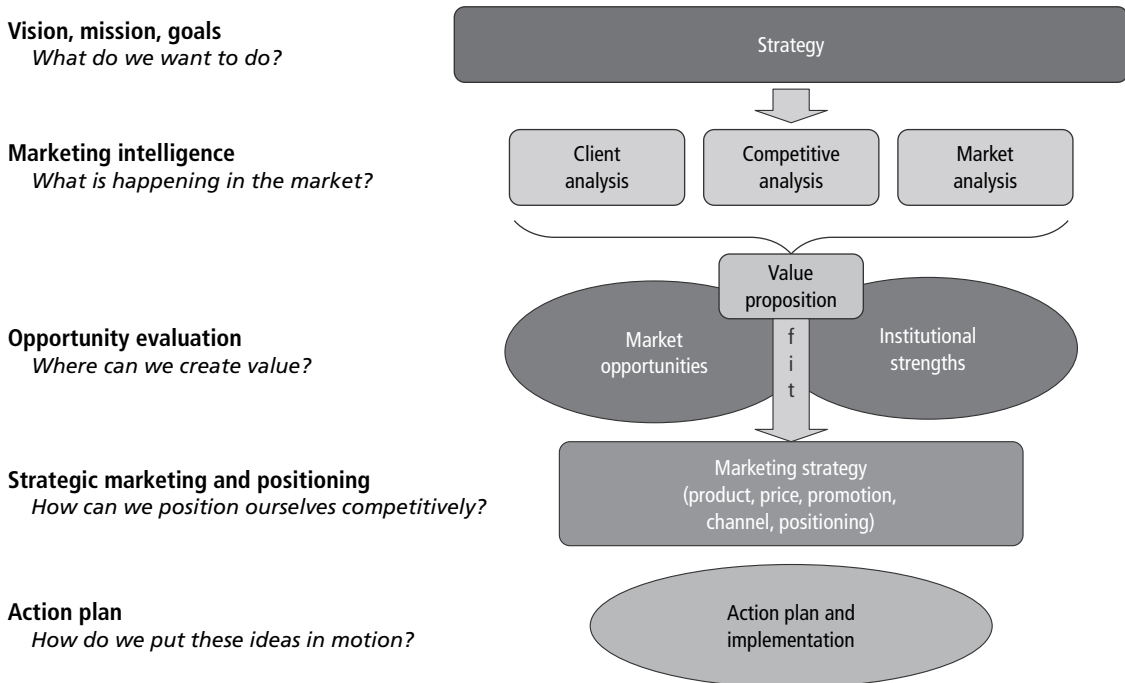 Vision, mission, goals
What do we want to do?
Strategy
Marketing intelligence
What is happening in the market?
Client
analysis
Competitive
analysis
Market
analysis
Value
proposition
Opportunity evaluation
Where can we create value?
Market
opportunities
f
i
t
Institutional
strengths
Strategic marketing and positioning
How can we position ourselves competitively?
Marketing strategy
(product, price, promotion,
channel, positioning)
Action plan
How do we put these ideas in motion?
Action plan and
implementation